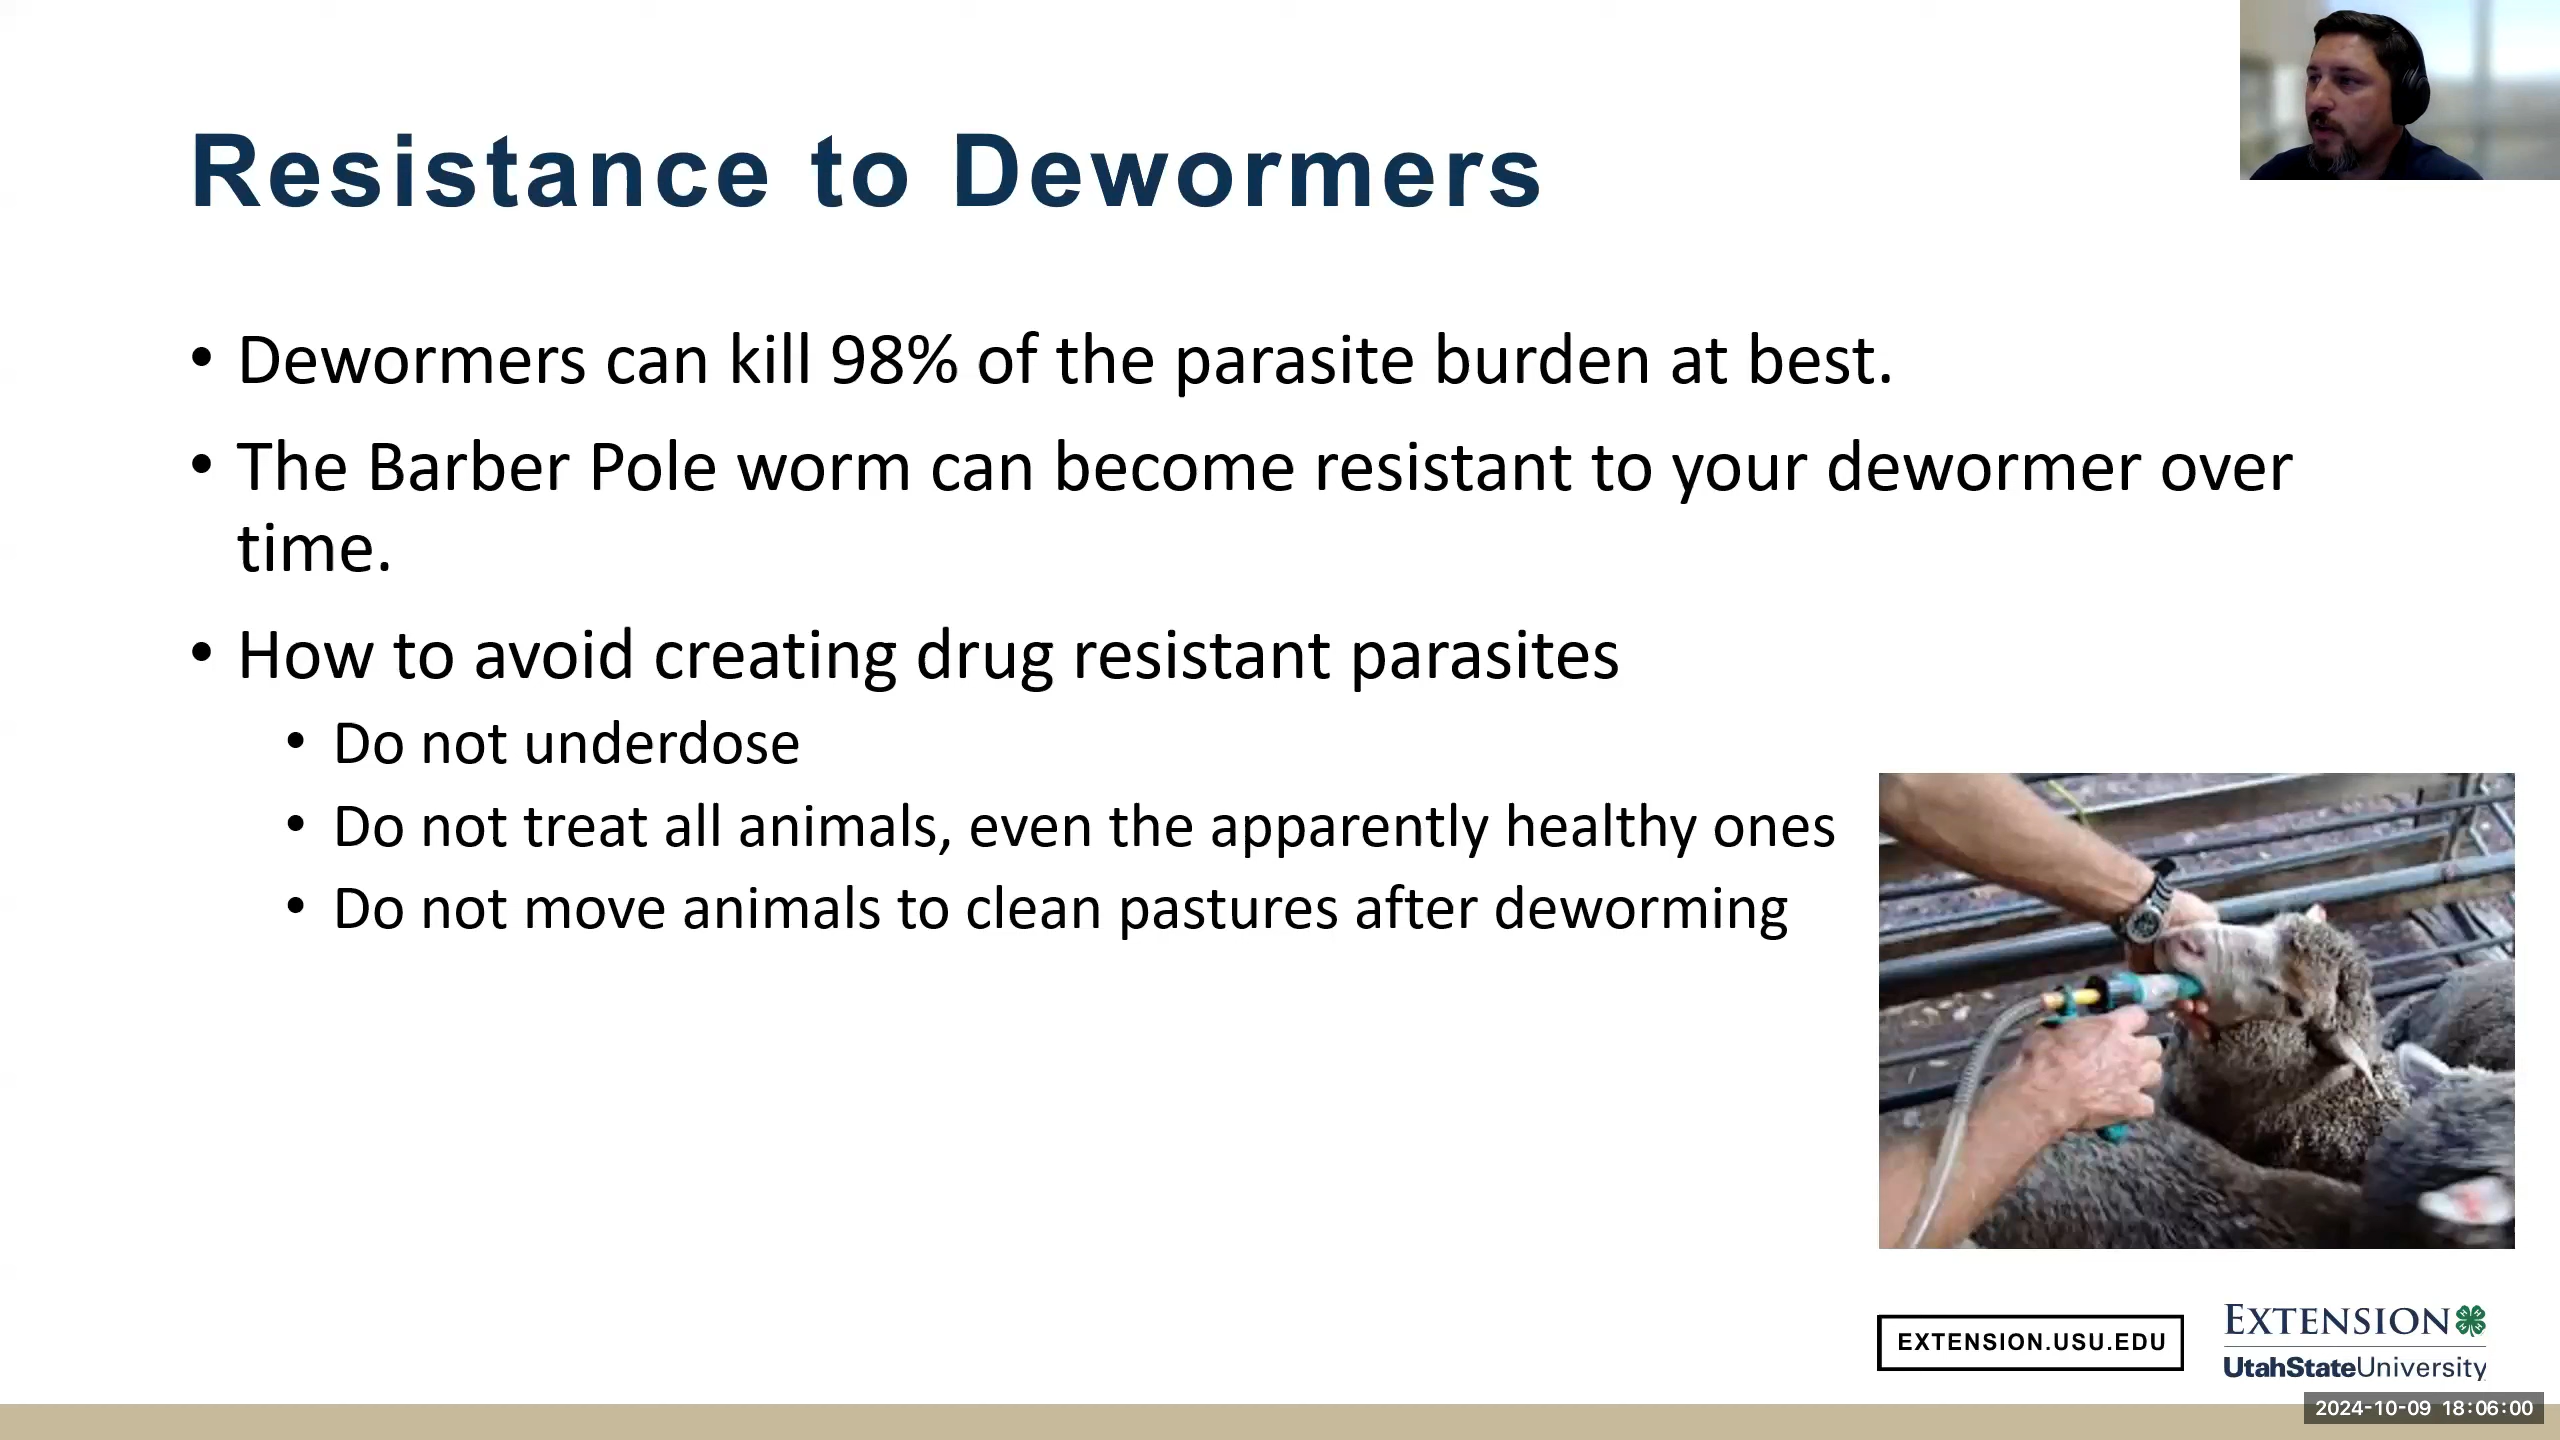 Resistance to Dewormers
• Dewormers can kill 98% of the parasite burden at best.
• The Barber Pole worm can become resistant to your dewormer over
time.
• How to avoid creating drug resistant parasites
• Do not underdose
• Do not treat all animals, even the apparently healthy ones
• Do not move animals to clean pastures after deworming
EXTENSION.USU.EDU
EXTENSION
UtahStateUniversity
2024-10-09 18:06:00